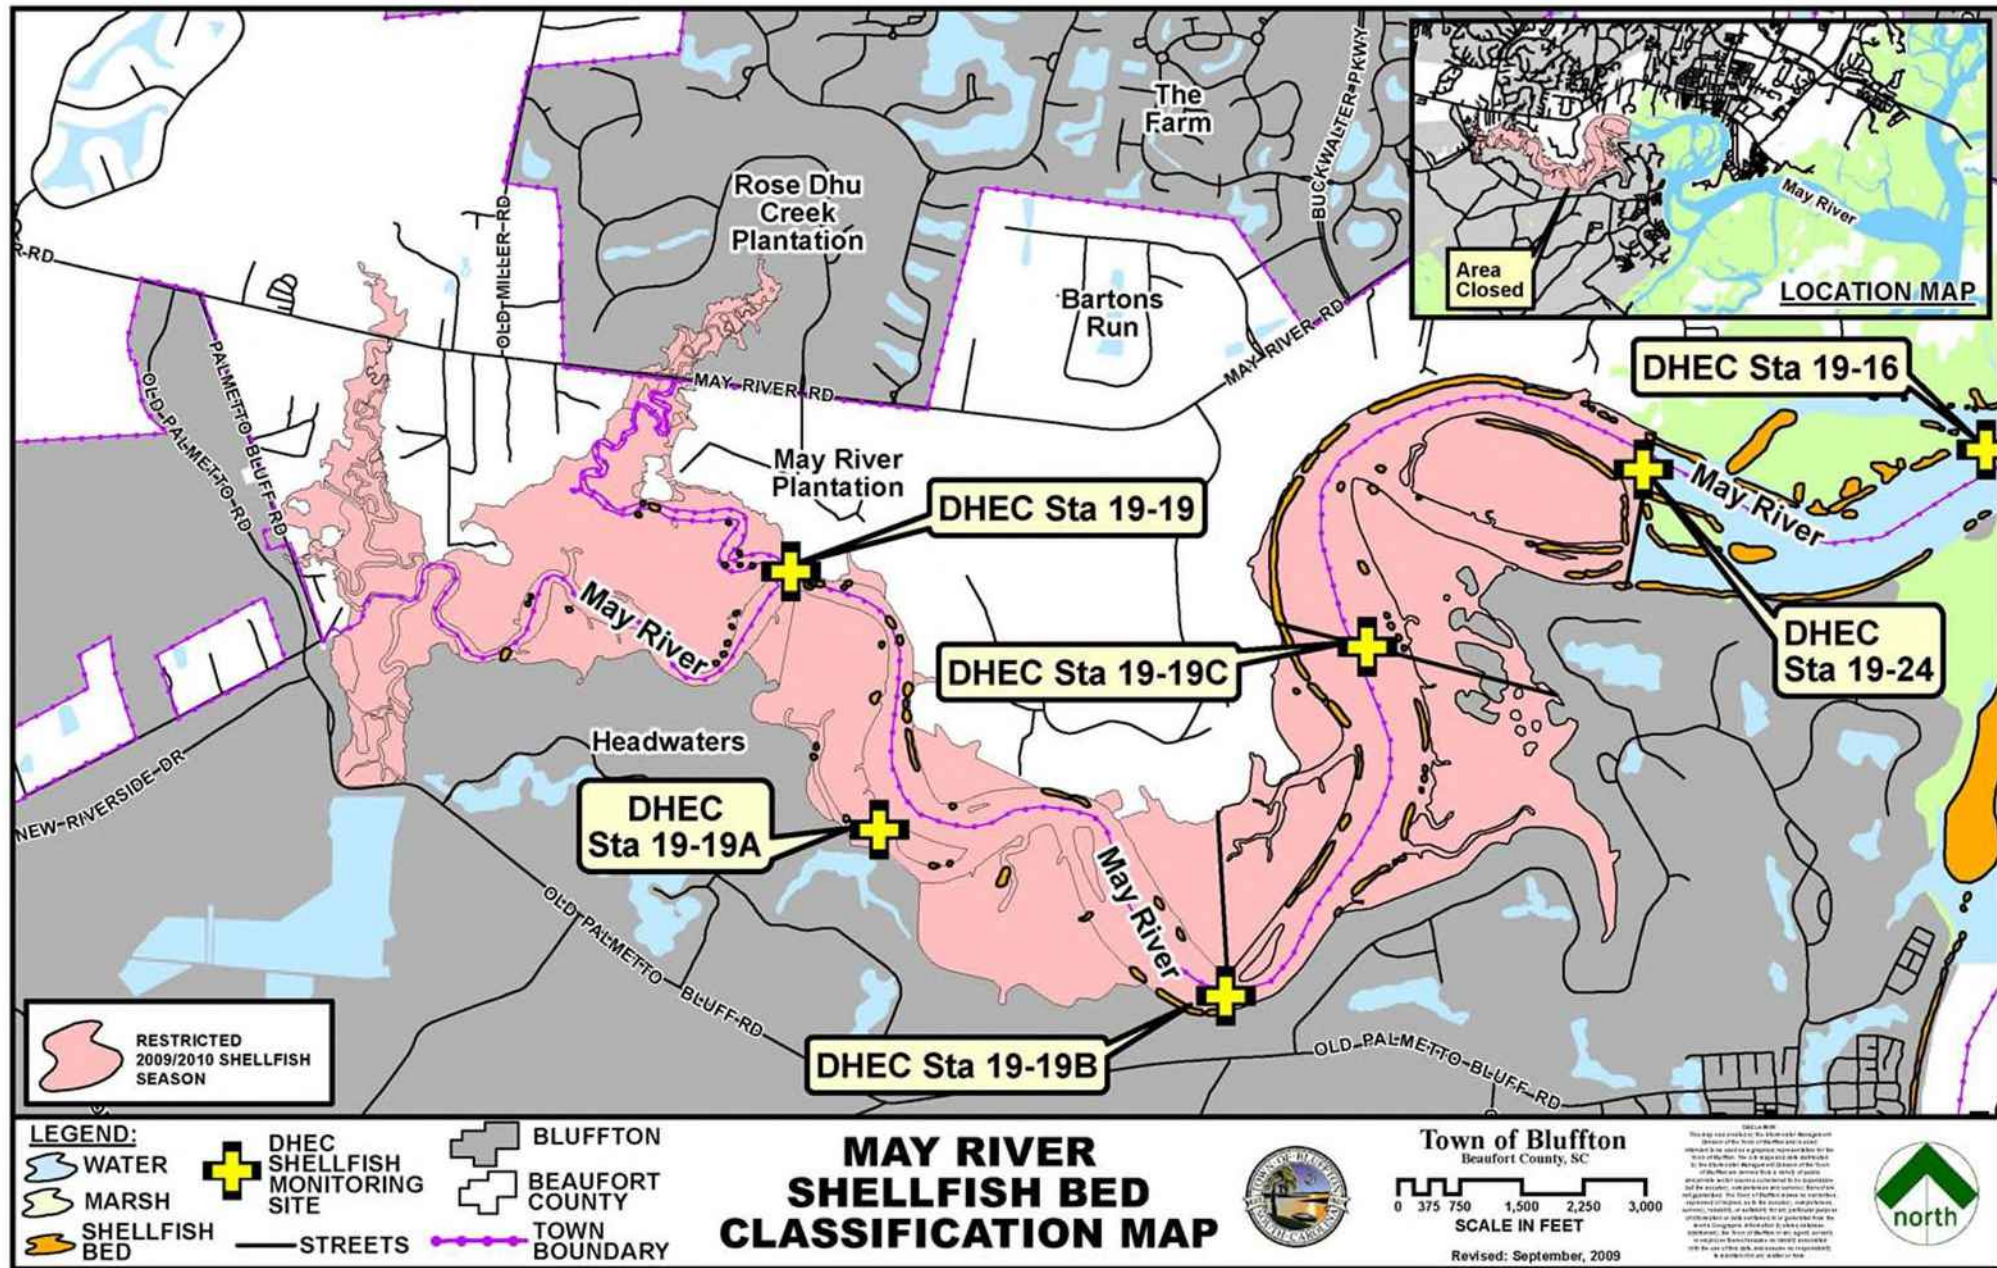 The
Farm
BUCKWALTER PKWY
Rose Dhu
Creek
Plantation
OLD MILLER RD
R-RD
Bartons
Run
MAY RIVER RD
MAY RIVER RD
PALMETTO BLUFF RD
OLD PALMETTO RD
May River
Area
Closed
LOCATION MAP
DHEC Sta 19-16
May River
Plantation
DHEC Sta 19-19
May River
May River
DHEC Sta 19-19C
DHEC
Sta 19-24
Headwaters
NEW RIVERSIDE DR
DHEC
Sta 19-19A
May River
OLD PALMETTO BLUFF RD
DHEC Sta 19-19B
OLD PALMETTO BLUFF RD
RESTRICTED
2009/2010 SHELLFISH
SEASON
LEGEND:
WATER
MARSH
SHELLFISH
BED
DHEC
SHELLFISH
MONITORING
SITE
STREETS
BLUFFTON
BEAUFORT
COUNTY
TOWN
BOUNDARY
MAY RIVER
SHELLFISH BED
CLASSIFICATION MAP
TOWN OF BLUFFTON
SOUTH CAROLINA
Town of Bluffton
Beaufort County, SC
0 375 750 1,500 2,250 3,000
SCALE IN FEET
Revised: September, 2009
north